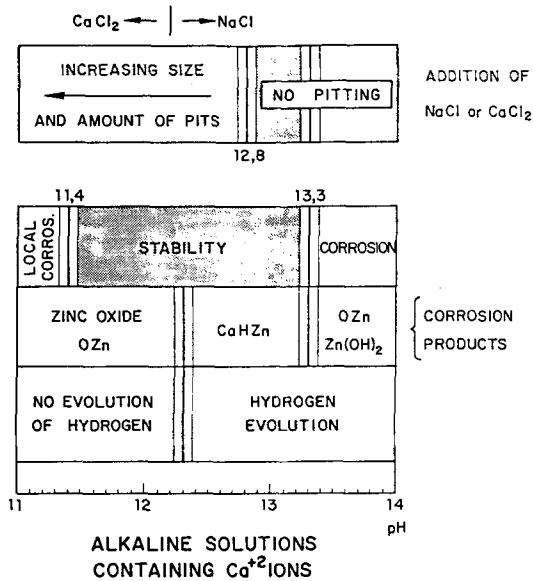 CaCl₂ ← | → NaCl
INCREASING SIZE
AND AMOUNT OF PITS
NO PITTING
ADDITION OF
NaCl or CaCl₂
12,8
11,4
13,3
LOCAL
CORROS.
STABILITY
CORROSION
ZINC OXIDE
OZn
CaHZn
OZn
Zn(OH)₂
CORROSION
PRODUCTS
NO EVOLUTION
OF HYDROGEN
HYDROGEN
EVOLUTION
11 12 13 14
pH
ALKALINE SOLUTIONS
CONTAINING Ca⁺² IONS